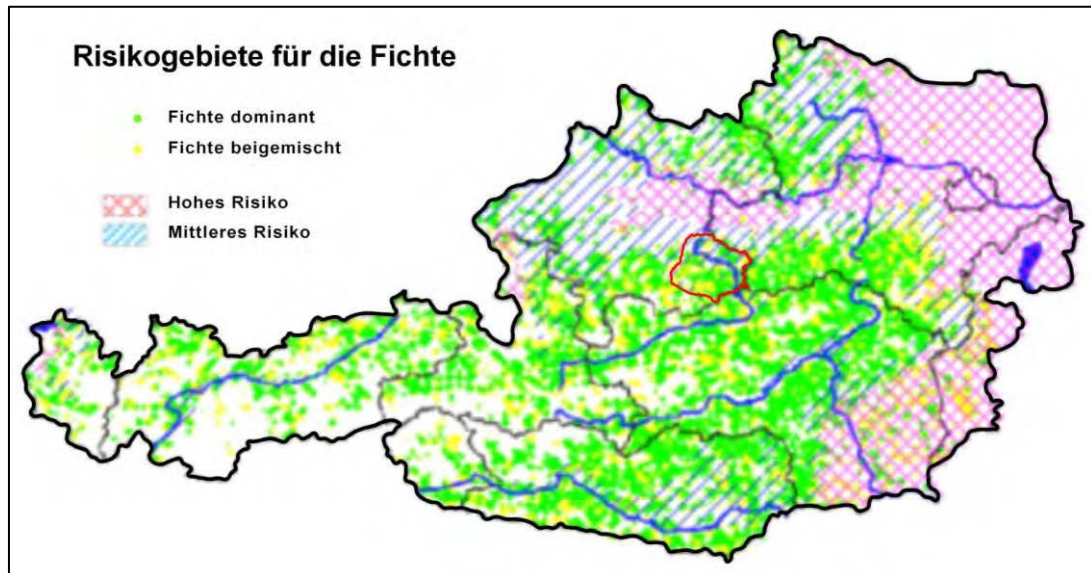 Risikogebiete für die Fichte
Fichte dominant
Fichte beigemischt
Hohes Risiko
Mittleres Risiko